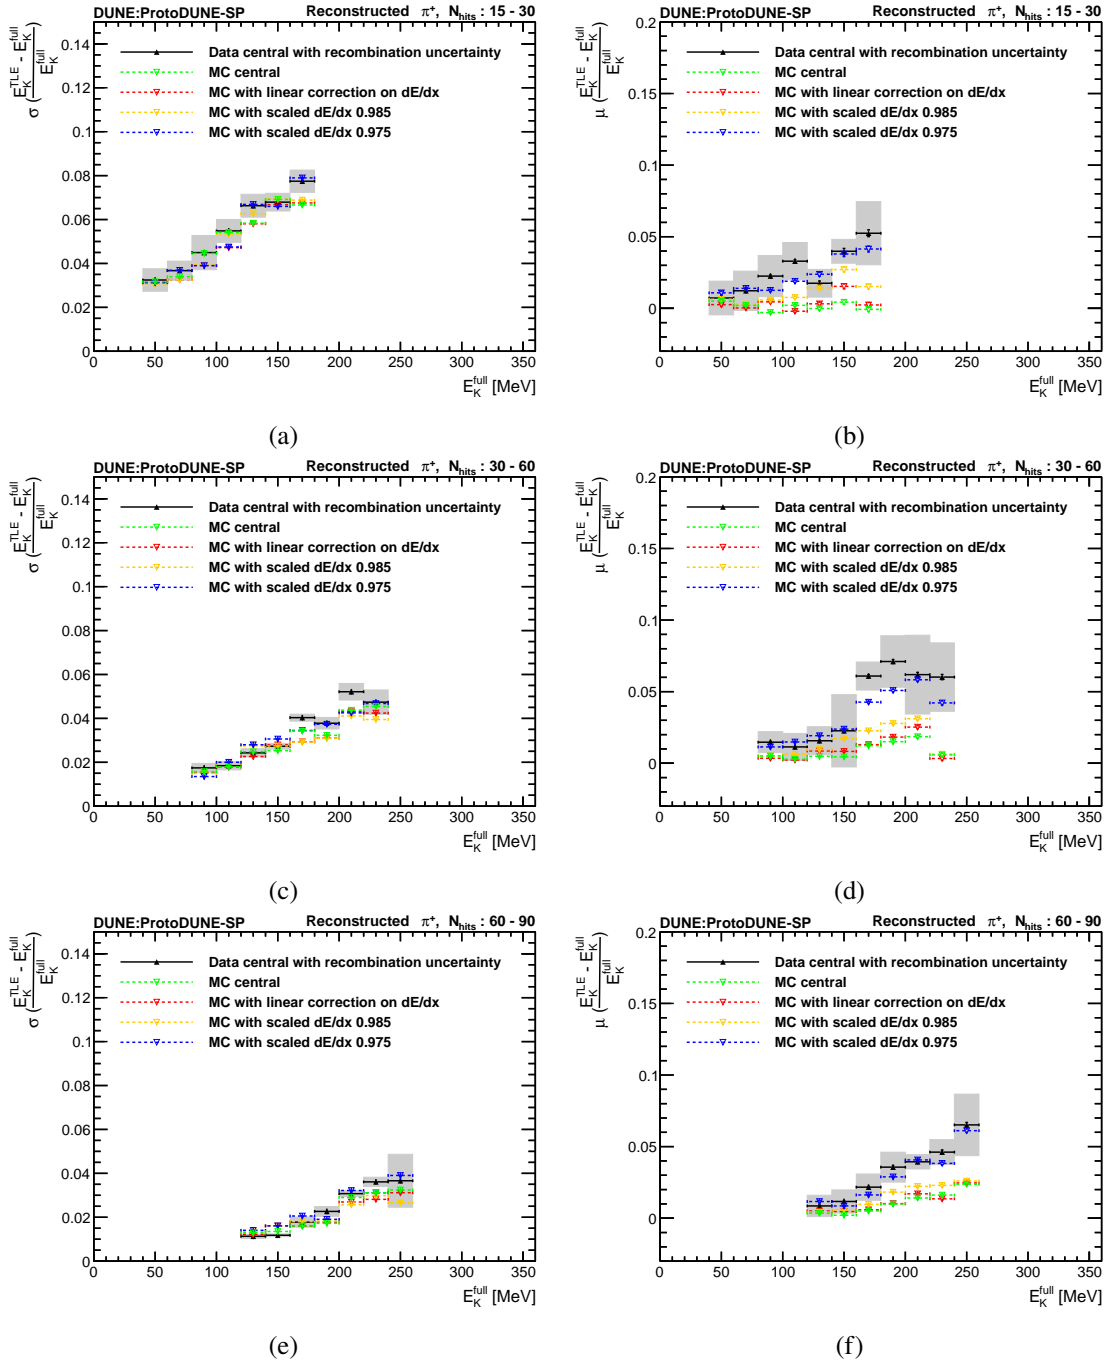 DUNE:ProtoDUNE-SP Reconstructed π⁺, N_hits : 15 - 30
σ (E_K^TLE - E_K^full / E_K^full)
0.14
0.12
0.1
0.08
0.06
0.04
0.02
0
Data central with recombination uncertainty
MC central
MC with linear correction on dE/dx
MC with scaled dE/dx 0.985
MC with scaled dE/dx 0.975
0 50 100 150 200 250 300 350
E_K^full [MeV]
(a)
DUNE:ProtoDUNE-SP Reconstructed π⁺, N_hits : 15 - 30
μ (E_K^TLE - E_K^full / E_K^full)
0.2
0.15
0.1
0.05
0
Data central with recombination uncertainty
MC central
MC with linear correction on dE/dx
MC with scaled dE/dx 0.985
MC with scaled dE/dx 0.975
0 50 100 150 200 250 300 350
E_K^full [MeV]
(b)
DUNE:ProtoDUNE-SP Reconstructed π⁺, N_hits : 30 - 60
σ (E_K^TLE - E_K^full / E_K^full)
0.14
0.12
0.1
0.08
0.06
0.04
0.02
0
Data central with recombination uncertainty
MC central
MC with linear correction on dE/dx
MC with scaled dE/dx 0.985
MC with scaled dE/dx 0.975
0 50 100 150 200 250 300 350
E_K^full [MeV]
(c)
DUNE:ProtoDUNE-SP Reconstructed π⁺, N_hits : 30 - 60
μ (E_K^TLE - E_K^full / E_K^full)
0.2
0.15
0.1
0.05
0
Data central with recombination uncertainty
MC central
MC with linear correction on dE/dx
MC with scaled dE/dx 0.985
MC with scaled dE/dx 0.975
0 50 100 150 200 250 300 350
E_K^full [MeV]
(d)
DUNE:ProtoDUNE-SP Reconstructed π⁺, N_hits : 60 - 90
σ (E_K^TLE - E_K^full / E_K^full)
0.14
0.12
0.1
0.08
0.06
0.04
0.02
0
Data central with recombination uncertainty
MC central
MC with linear correction on dE/dx
MC with scaled dE/dx 0.985
MC with scaled dE/dx 0.975
0 50 100 150 200 250 300 350
E_K^full [MeV]
(e)
DUNE:ProtoDUNE-SP Reconstructed π⁺, N_hits : 60 - 90
μ (E_K^TLE - E_K^full / E_K^full)
0.2
0.15
0.1
0.05
0
Data central with recombination uncertainty
MC central
MC with linear correction on dE/dx
MC with scaled dE/dx 0.985
MC with scaled dE/dx 0.975
0 50 100 150 200 250 300 350
E_K^full [MeV]
(f)